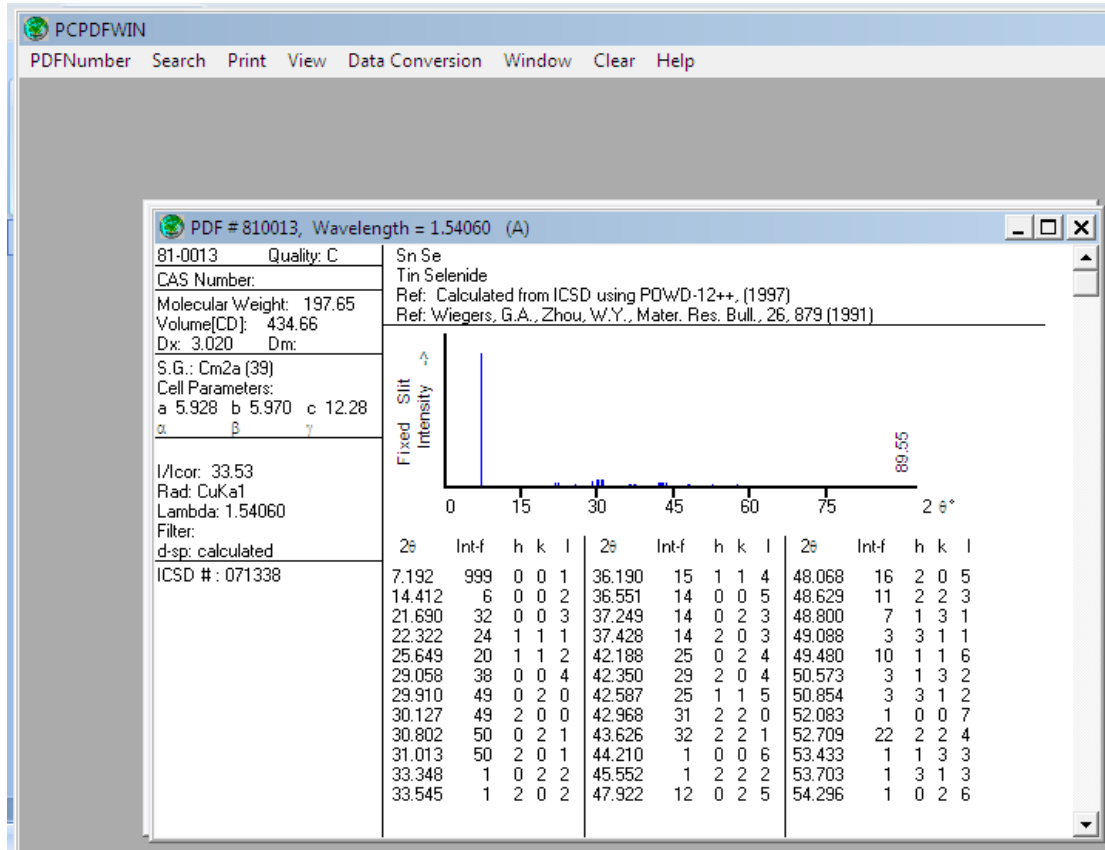 PCPDFWIN
PDFNumber Search Print View Data Conversion Window Clear Help
PDF # 810013, Wavelength = 1.54060 (A)
81-0013 Quality: C
CAS Number:
Molecular Weight: 197.65
Volume[CD]: 434.66
Dx: 3.020 Dm:
S.G.: Cm2a (39)
Cell Parameters:
a 5.928 b 5.970 c 12.28
α β γ
I/Icor: 33.53
Rad: CuKa1
Lambda: 1.54060
Filter:
d-sp: calculated
ICSD # : 071338
Sn Se
Tin Selenide
Ref: Calculated from ICSD using POWD-12++, (1997)
Ref: Wiegers, G.A., Zhou, W.Y., Mater. Res. Bull., 26, 879 (1991)
Fixed Slit
Intensity ->
89.55
0 15 30 45 60 75 2 θ°
2θ Int-f h k l 2θ Int-f h k l 2θ Int-f h k l
7.192 999 0 0 1 36.190 15 1 1 4 48.068 16 2 0 5
14.412 6 0 0 2 36.551 14 0 0 5 48.629 11 2 2 3
21.690 32 0 0 3 37.249 14 0 2 3 48.800 7 1 3 1
22.322 24 1 1 1 37.428 14 2 0 3 49.088 3 3 1 1
25.649 20 1 1 2 42.188 25 0 2 4 49.480 10 1 1 6
29.058 38 0 0 4 42.350 29 2 0 4 50.573 3 1 3 2
29.910 49 0 2 0 42.587 25 1 1 5 50.854 3 3 1 2
30.127 49 2 0 0 42.968 31 2 2 0 52.083 1 0 0 7
30.802 50 0 2 1 43.626 32 2 2 1 52.709 22 2 2 4
31.013 50 2 0 1 44.210 1 0 0 6 53.433 1 1 3 3
33.348 1 0 2 2 45.552 1 2 2 2 53.703 1 3 1 3
33.545 1 2 0 2 47.922 12 0 2 5 54.296 1 0 2 6